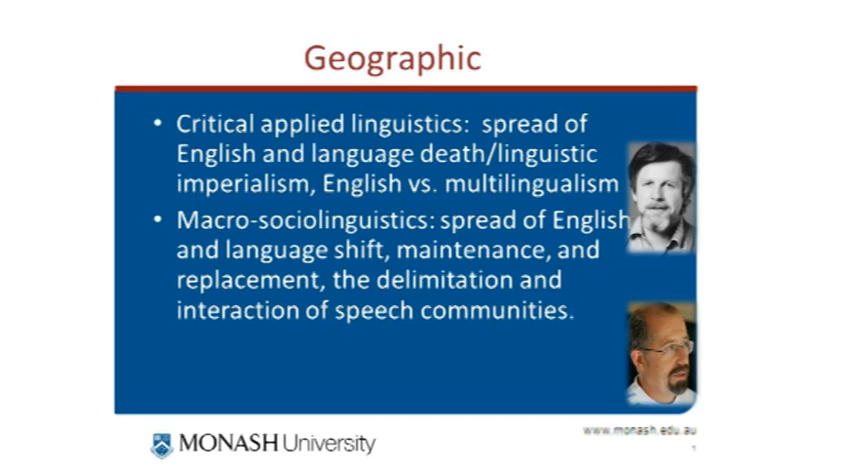 Geographic
• Critical applied linguistics: spread of
English and language death/linguistic
imperialism, English vs. multilingualism
• Macro-sociolinguistics: spread of English
and language shift, maintenance, and
replacement, the delimitation and
interaction of speech communities.
MONASH University
www.monash.edu.au
1